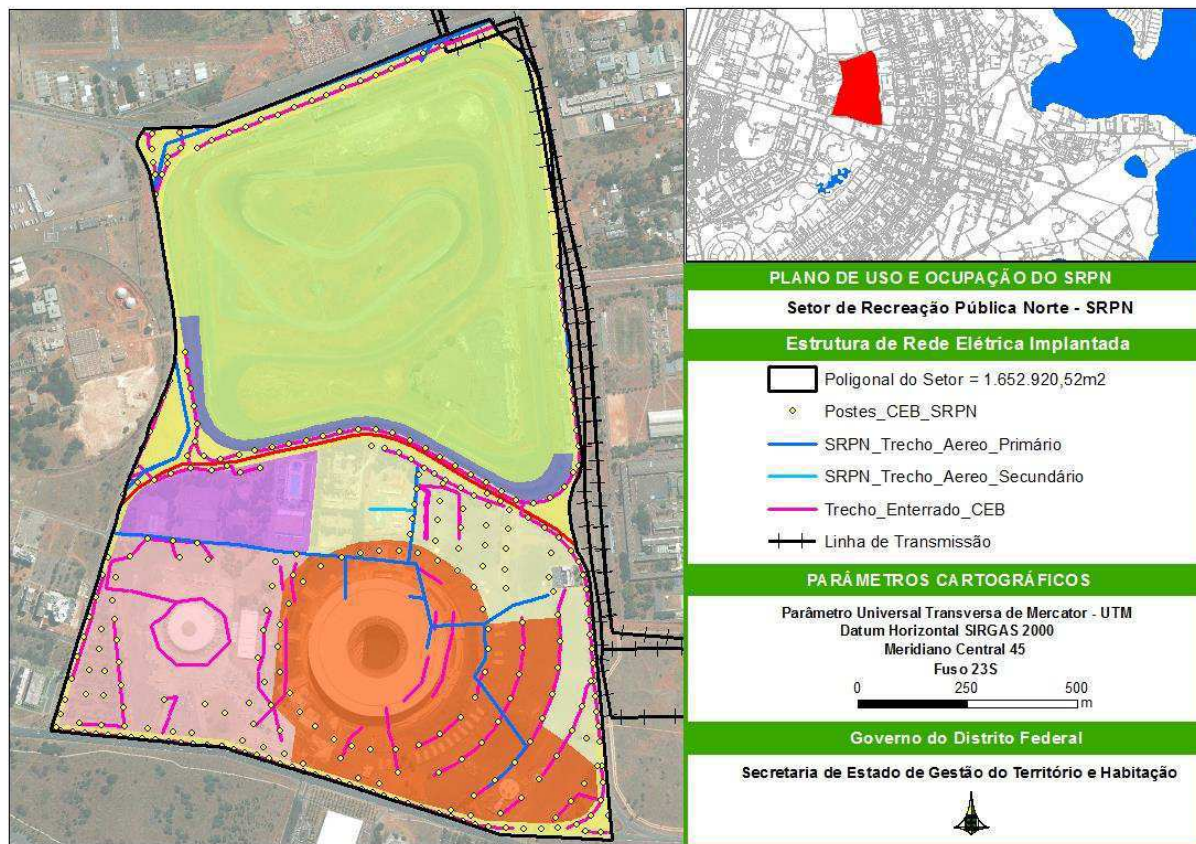 PLANO DE USO E OCUPAÇÃO DO SRPN
Setor de Recreação Pública Norte - SRPN
Estrutura de Rede Elétrica Implantada
Poligonal do Setor = 1.652.920,52m2
Postes_CEB_SRPN
SRPN_Trecho_Aereo_Primário
SRPN_Trecho_Aereo_Secundário
Trecho_Enterrado_CEB
Linha de Transmissão
PARÂMETROS CARTOGRÁFICOS
Parâmetro Universal Transversa de Mercator - UTM
Datum Horizontal SIRGAS 2000
Meridiano Central 45
Fuso 23S
0 250 500
m
Governo do Distrito Federal
Secretaria de Estado de Gestão do Território e Habitação